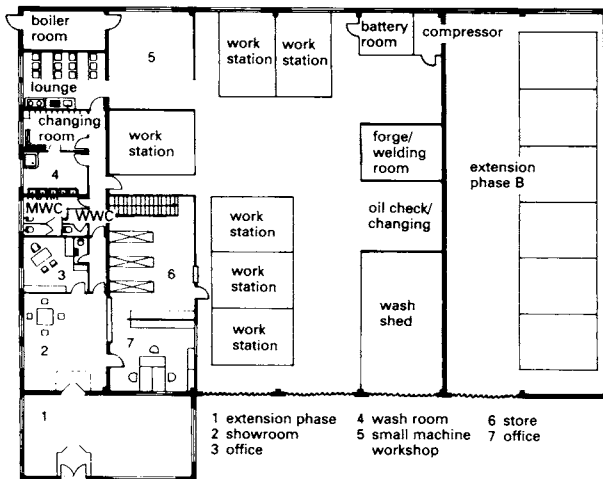 boiler
room
5
work
station
work
station
battery
room
compressor
lounge
changing
room
work
station
forge/
welding
room
4
extension
phase B
MWC
WWC
oil check/
changing
work
station
3
6
work
station
wash
shed
work
station
2
7
1
1 extension phase
2 showroom
3 office
4 wash room
5 small machine
workshop
6 store
7 office